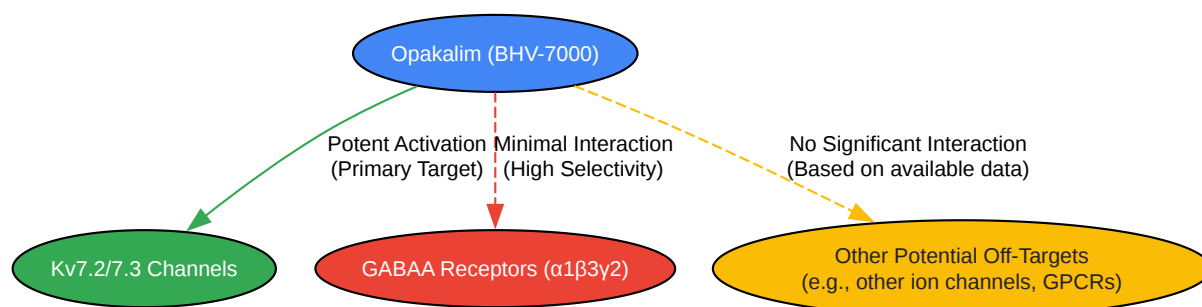 Opakalim (BHV-7000)
Potent Activation
(Primary Target)
Minimal Interaction
(High Selectivity)
No Significant Interaction
(Based on available data)
Kv7.2/7.3 Channels
GABAA Receptors (α1β3γ2)
Other Potential Off-Targets
(e.g., other ion channels, GPCRs)